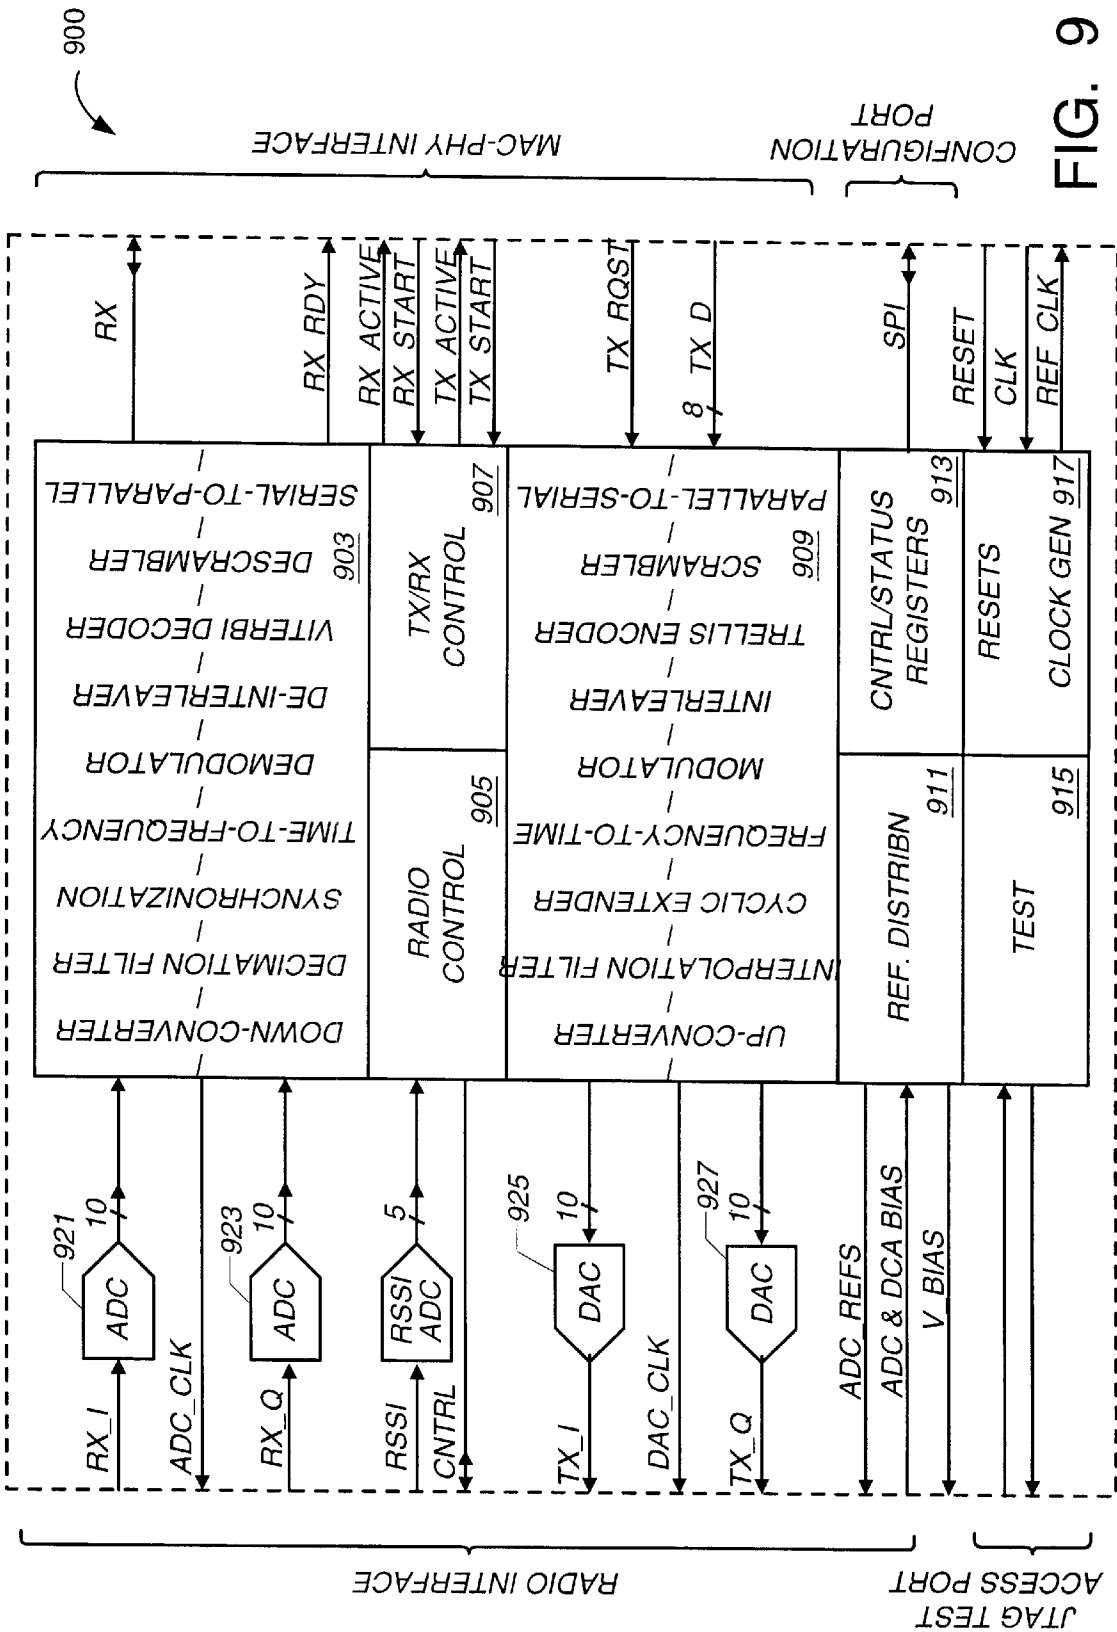 900
RADIO INTERFACE
JTAG TEST
ACCESS PORT
RX_I
921
ADC
10
ADC_CLK
RX_Q
923
ADC
10
RSSI
RSSI
ADC
5
CNTRL
TX_I
925
DAC
10
DAC_CLK
TX_Q
927
DAC
10
ADC_REFS
ADC & DCA BIAS
V_BIAS
DOWN-CONVERTER
/
DECIMATION FILTER
/
SYNCHRONIZATION
/
TIME-TO-FREQUENCY
/
DEMODULATOR
/
DE-INTERLEAVER
/
VITERBI DECODER
/
DESCRAMBLER
/
SERIAL-TO-PARALLEL
903
RADIO
CONTROL
905
TX/RX
CONTROL
907
UP-CONVERTER
/
INTERPOLATION FILTER
/
CYCLIC EXTENDER
/
FREQUENCY-TO-TIME
/
MODULATOR
/
INTERLEAVER
/
TRELLIS ENCODER
/
SCRAMBLER
/
PARALLEL-TO-SERIAL
909
REF. DISTRIBN
911
CNTRL/STATUS
REGISTERS
913
TEST
915
RESETS
CLOCK GEN
917
RX
RX_RDY
RX_ACTIVE
RX_START
TX_ACTIVE
TX_START
TX_RQST
8
TX_D
SPI
RESET
CLK
REF_CLK
MAC-PHY INTERFACE
CONFIGURATION
PORT
FIG. 9